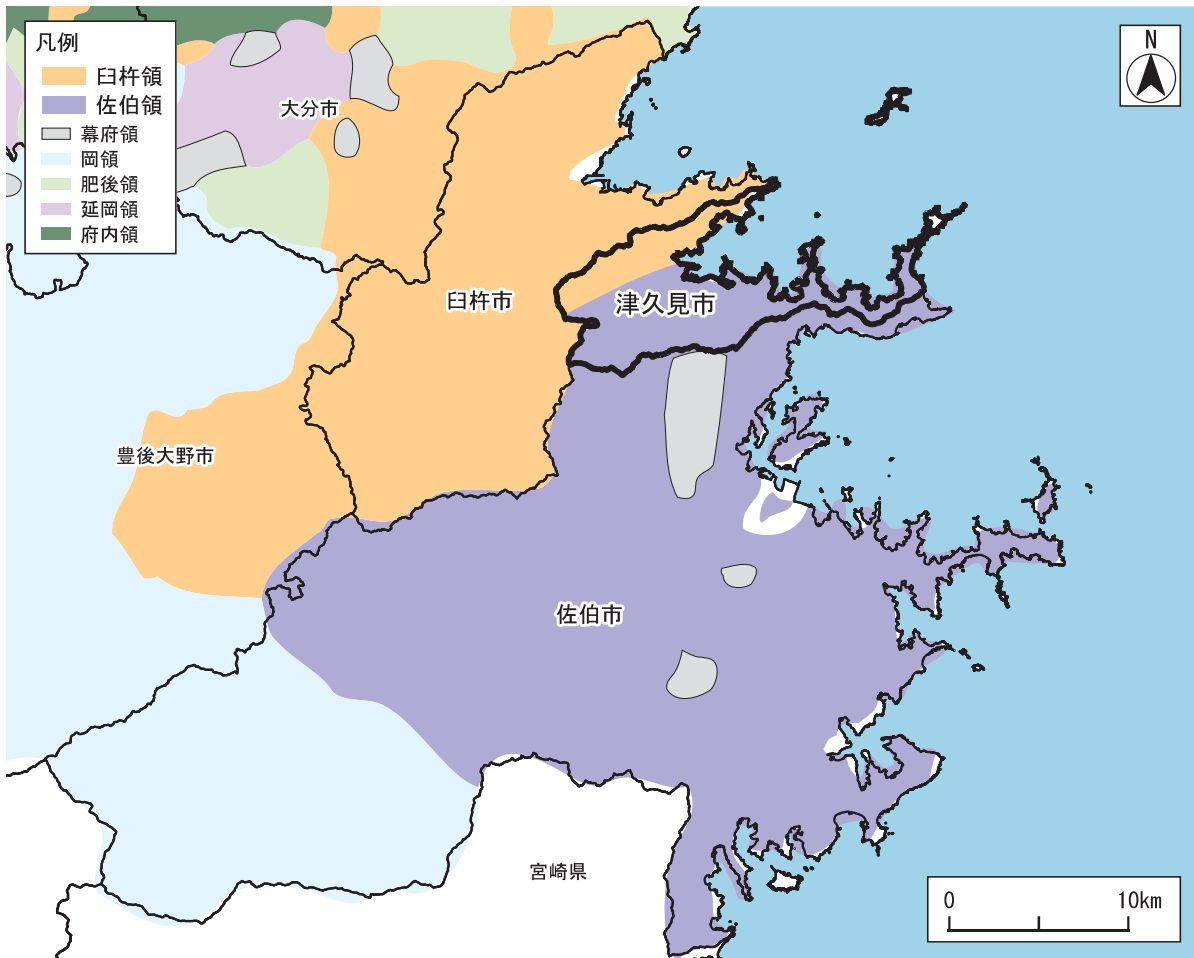 凡例
臼杵領
佐伯領
幕府領
岡領
肥後領
延岡領
府内領
N
大分市
臼杵市
津久見市
豊後大野市
佐伯市
宮崎県
0 10km